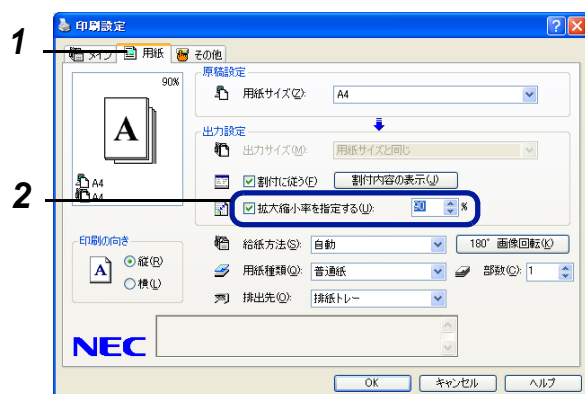 印刷設定
1
メイン 用紙 その他
90%
A
A4
A4
原稿設定
用紙サイズ(Z): A4
出力設定
出力サイズ(M): 用紙サイズと同じ
割付に従う(F) 割付内容の表示(J)
2
拡大縮小率を指定する(U): 90 %
印刷の向き
A
縦(R)
横(L)
給紙方法(S): 自動 180° 画像回転(K)
用紙種類(Q): 普通紙 部数(C): 1
排出先(O): 排紙トレー
NEC
OK キャンセル ヘルプ